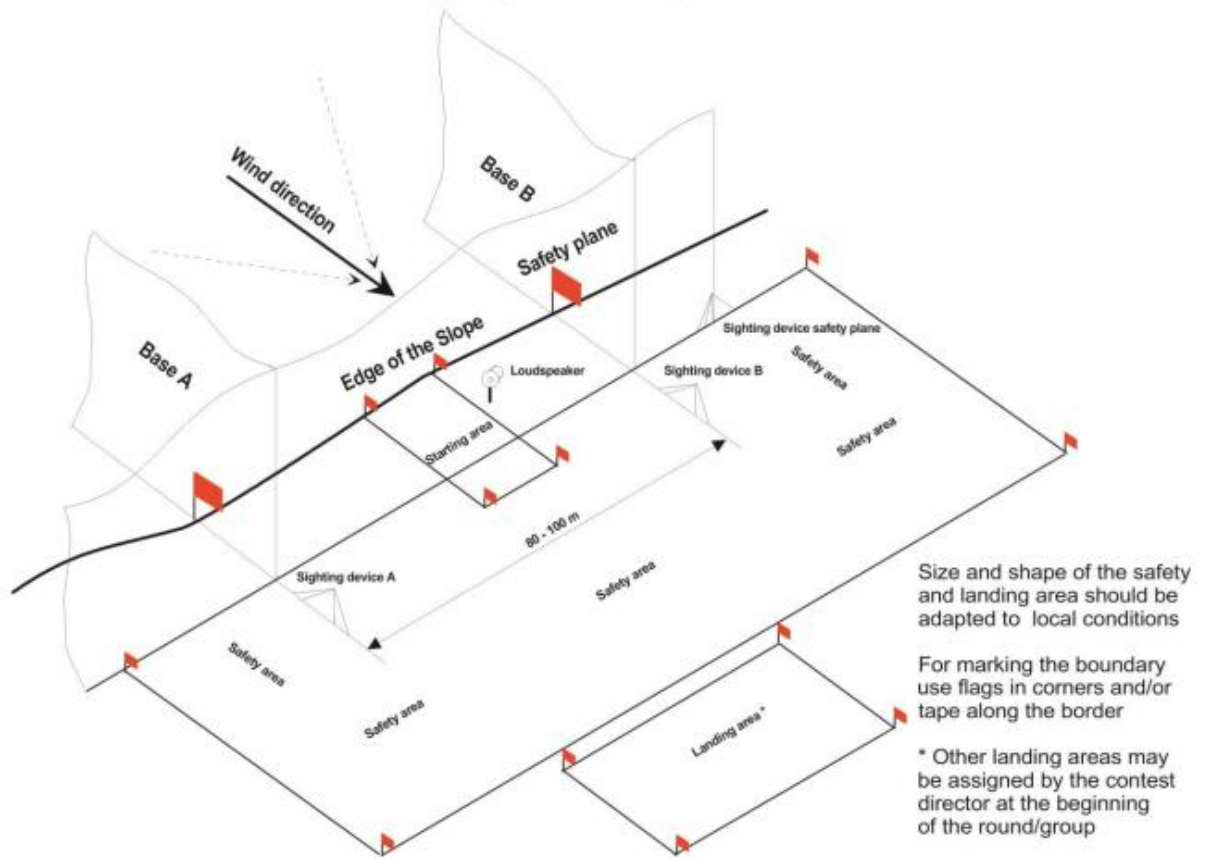 Wind direction
Base B
Safety plane
Base A
Edge of the Slope
Loudspeaker
Sighting device safety plane
Safety area
Sighting device B
Starting area
Safety area
80 - 100 m
Sighting device A
Safety area
Safety area
Safety area
Landing area *
Size and shape of the safety
and landing area should be
adapted to local conditions
For marking the boundary
use flags in corners and/or
tape along the border
* Other landing areas may
be assigned by the contest
director at the beginning
of the round/group